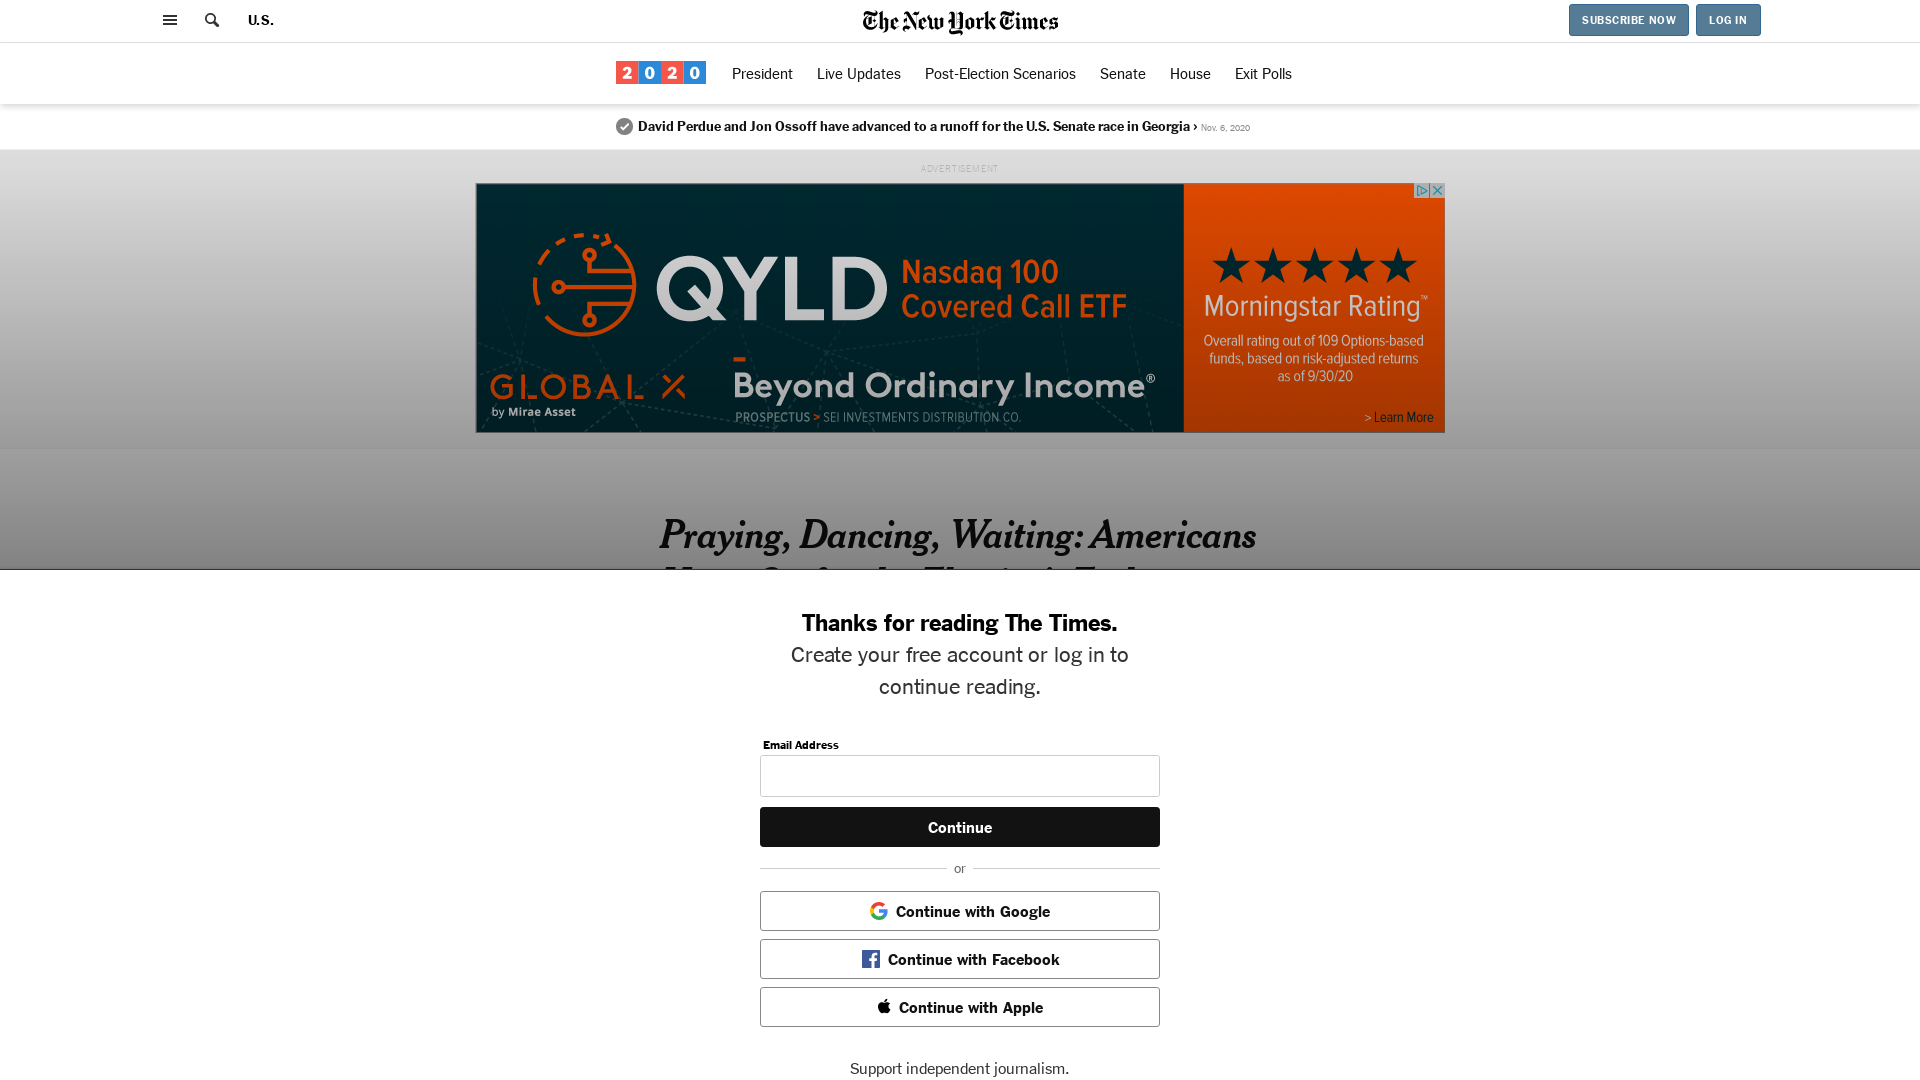 U.S.
The New York Times
SUBSCRIBE NOW
LOG IN
2020
President
Live Updates
Post-Election Scenarios
Senate
House
Exit Polls
David Perdue and Jon Ossoff have advanced to a runoff for the U.S. Senate race in Georgia › Nov. 6, 2020
ADVERTISEMENT
QYLD
Nasdaq 100
Covered Call ETF
GLOBAL X
by Mirae Asset
Beyond Ordinary Income®
PROSPECTUS > SEI INVESTMENTS DISTRIBUTION CO.
Morningstar Rating™
Overall rating out of 109 Options-based
funds, based on risk-adjusted returns
as of 9/30/20
> Learn More
Praying, Dancing, Waiting: Americans
Thanks for reading The Times.
Create your free account or log in to
continue reading.
Email Address
Continue
or
Continue with Google
Continue with Facebook
Continue with Apple
Support independent journalism.